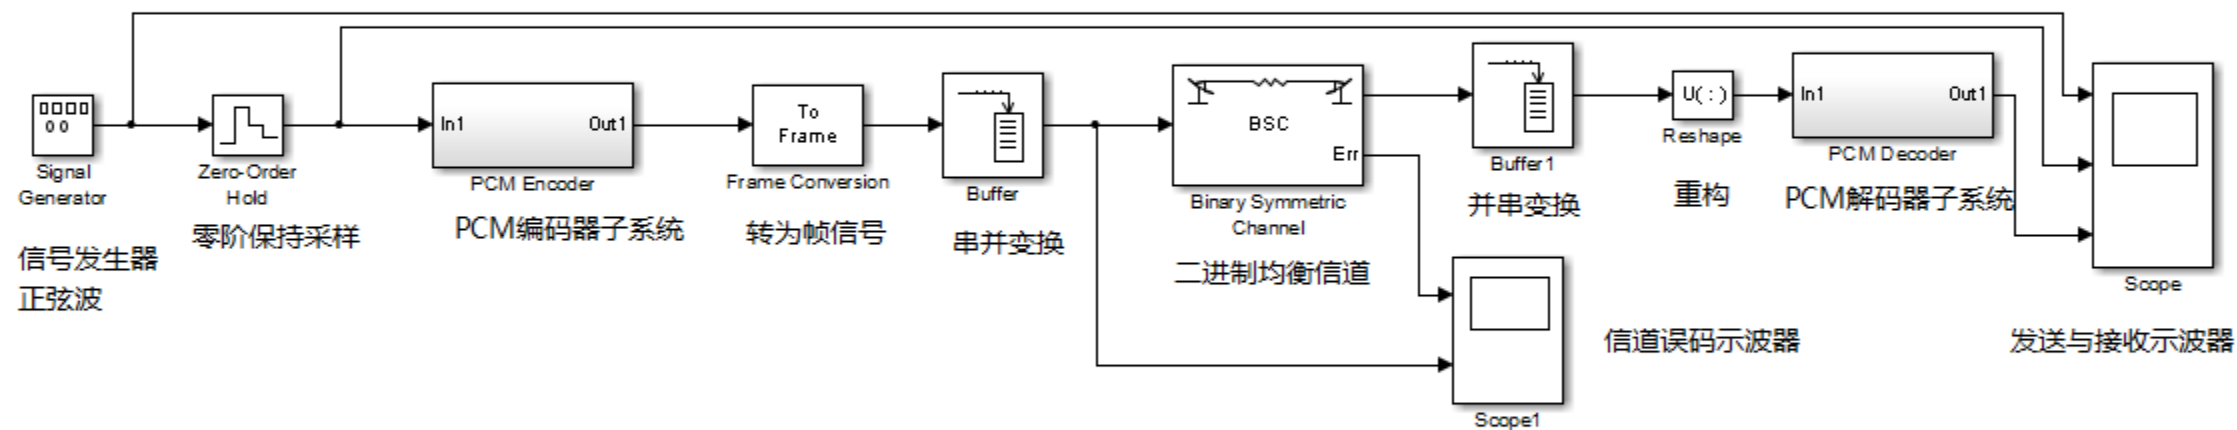 Signal
Generator
信号发生器
正弦波
Zero-Order
Hold
零阶保持采样
In1
Out1
PCM Encoder
PCM编码器子系统
To
Frame
Frame Conversion
转为帧信号
Buffer
串并变换
BSC
Err
Binary Symmetric
Channel
二进制均衡信道
Buffer1
并串变换
U(:)
Reshape
重构
In1
Out1
PCM Decoder
PCM解码器子系统
Scope
发送与接收示波器
Scope1
信道误码示波器